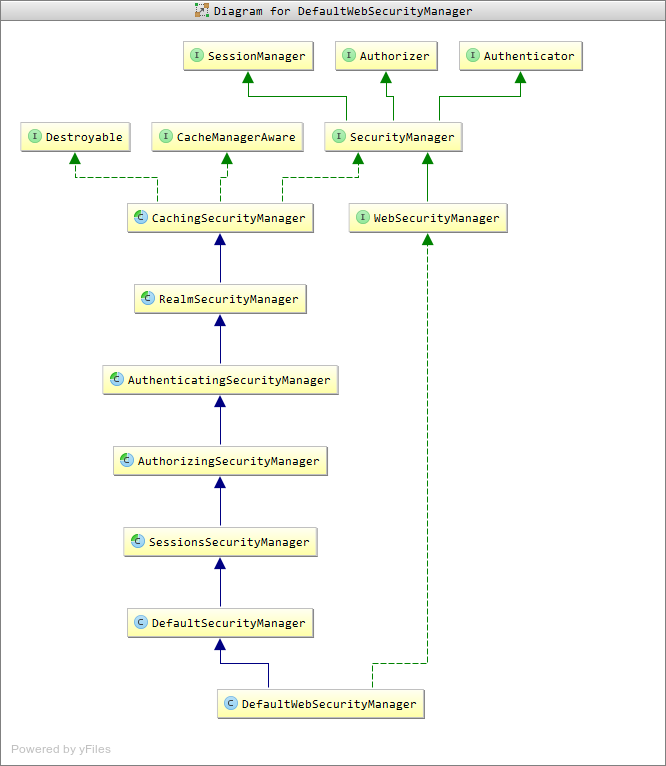 Diagram for DefaultWebSecurityManager
I SessionManager
I Authorizer
I Authenticator
I Destroyable
I CacheManagerAware
I SecurityManager
C CachingSecurityManager
I WebSecurityManager
C RealmSecurityManager
C AuthenticatingSecurityManager
C AuthorizingSecurityManager
C SessionsSecurityManager
C DefaultSecurityManager
C DefaultWebSecurityManager
Powered by yFiles